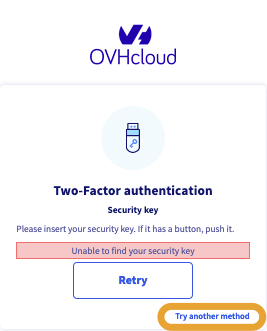 OVHcloud
Two-Factor authentication
Security key
Please insert your security key. If it has a button, push it.
Unable to find your security key
Retry
Try another method